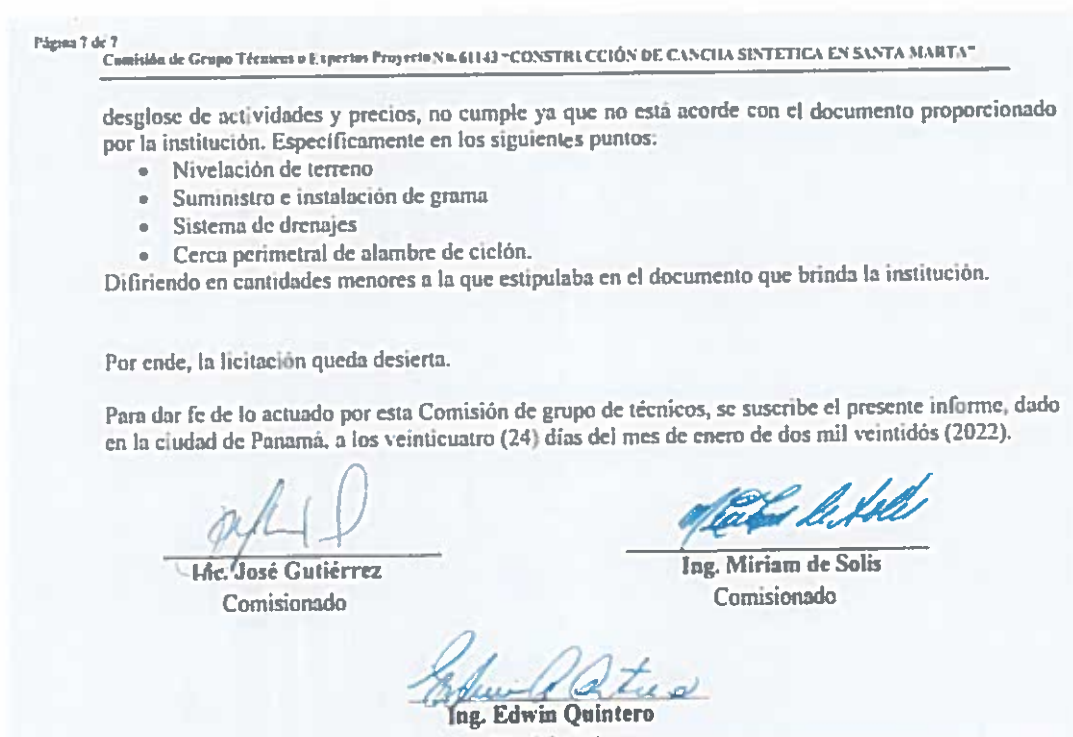 Página 7 de 7
Comisión de Grupo Técnicos o Expertos Proyecto No. 61143 "CONSTRUCCIÓN DE CANCHA SINTETICA EN SANTA MARTA"
desglose de actividades y precios, no cumple ya que no está acorde con el documento proporcionado
por la institución. Específicamente en los siguientes puntos:
• Nivelación de terreno
• Suministro e instalación de grama
• Sistema de drenajes
• Cerca perimetral de alambre de ciclón.
Difiriendo en cantidades menores a la que estipulaba en el documento que brinda la institución.
Por ende, la licitación queda desierta.
Para dar fe de lo actuado por esta Comisión de grupo de técnicos, se suscribe el presente informe, dado
en la ciudad de Panamá, a los veinticuatro (24) días del mes de enero de dos mil veintidós (2022).
Lic. José Gutiérrez
Comisionado
Ing. Miriam de Solis
Comisionado
Ing. Edwin Quintero